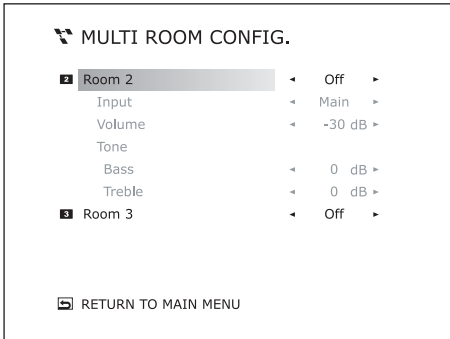 MULTI ROOM CONFIG.
2 Room 2 Off
Input Main
Volume -30 dB
Tone
Bass 0 dB
Treble 0 dB
3 Room 3 Off
RETURN TO MAIN MENU